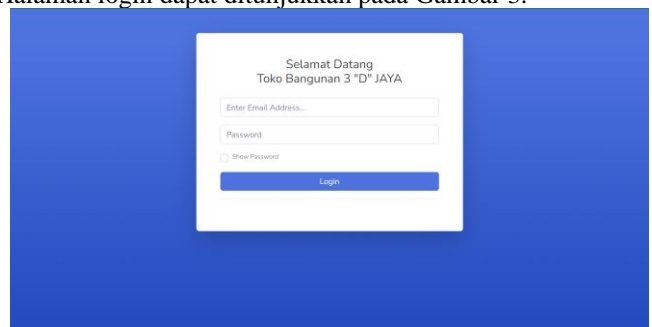 Halaman login dapat ditunjukkan pada Gambar 3.
Selamat Datang
Toko Bangunan 3 "D" JAYA
Enter Email Address...
Password
Show Password
Login